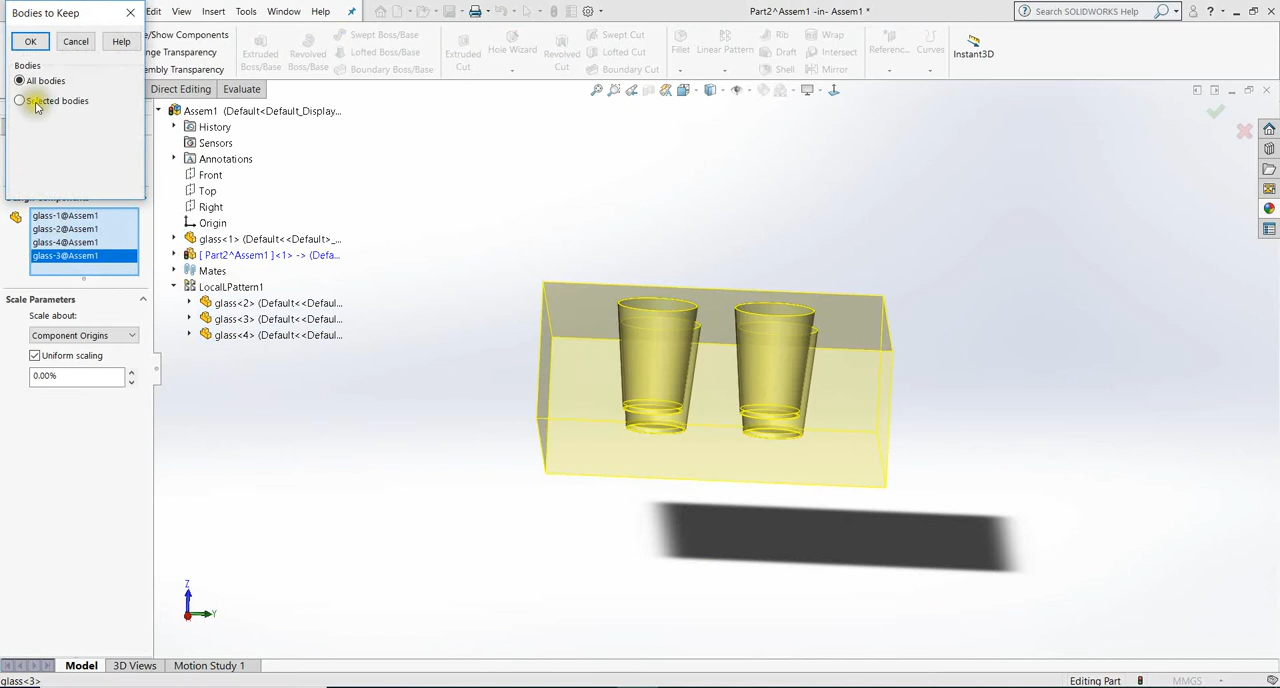 Bodies to Keep
OK Cancel Help
Bodies
All bodies
Selected bodies
Edit View Insert Tools Window Help
Part2^Assem1 -in- Assem1 *
Search SOLIDWORKS Help
/Show Components
nge Transparency
embly Transparency
Extruded Boss/Base
Revolved Boss/Base
Swept Boss/Base
Lofted Boss/Base
Boundary Boss/Base
Extruded Cut
Hole Wizard
Revolved Cut
Swept Cut
Lofted Cut
Boundary Cut
Fillet
Linear Pattern
Rib
Draft
Shell
Wrap
Intersect
Mirror
Referenc...
Curves
Instant3D
Direct Editing Evaluate
Assem1 (Default<Default_Display...
History
Sensors
Annotations
Front
Top
Right
Origin
glass<1> (Default<<Default>_...
[ Part2^Assem1 ]<1> -> (Defa...
Mates
LocalLPattern1
glass<2> (Default<<Defaul...
glass<3> (Default<<Defaul...
glass<4> (Default<<Defaul...
glass-1@Assem1
glass-2@Assem1
glass-4@Assem1
glass-3@Assem1
Scale Parameters
Scale about:
Component Origins
Uniform scaling
0.00%
Z
Y
Model 3D Views Motion Study 1
glass<3>
Editing Part MMGS